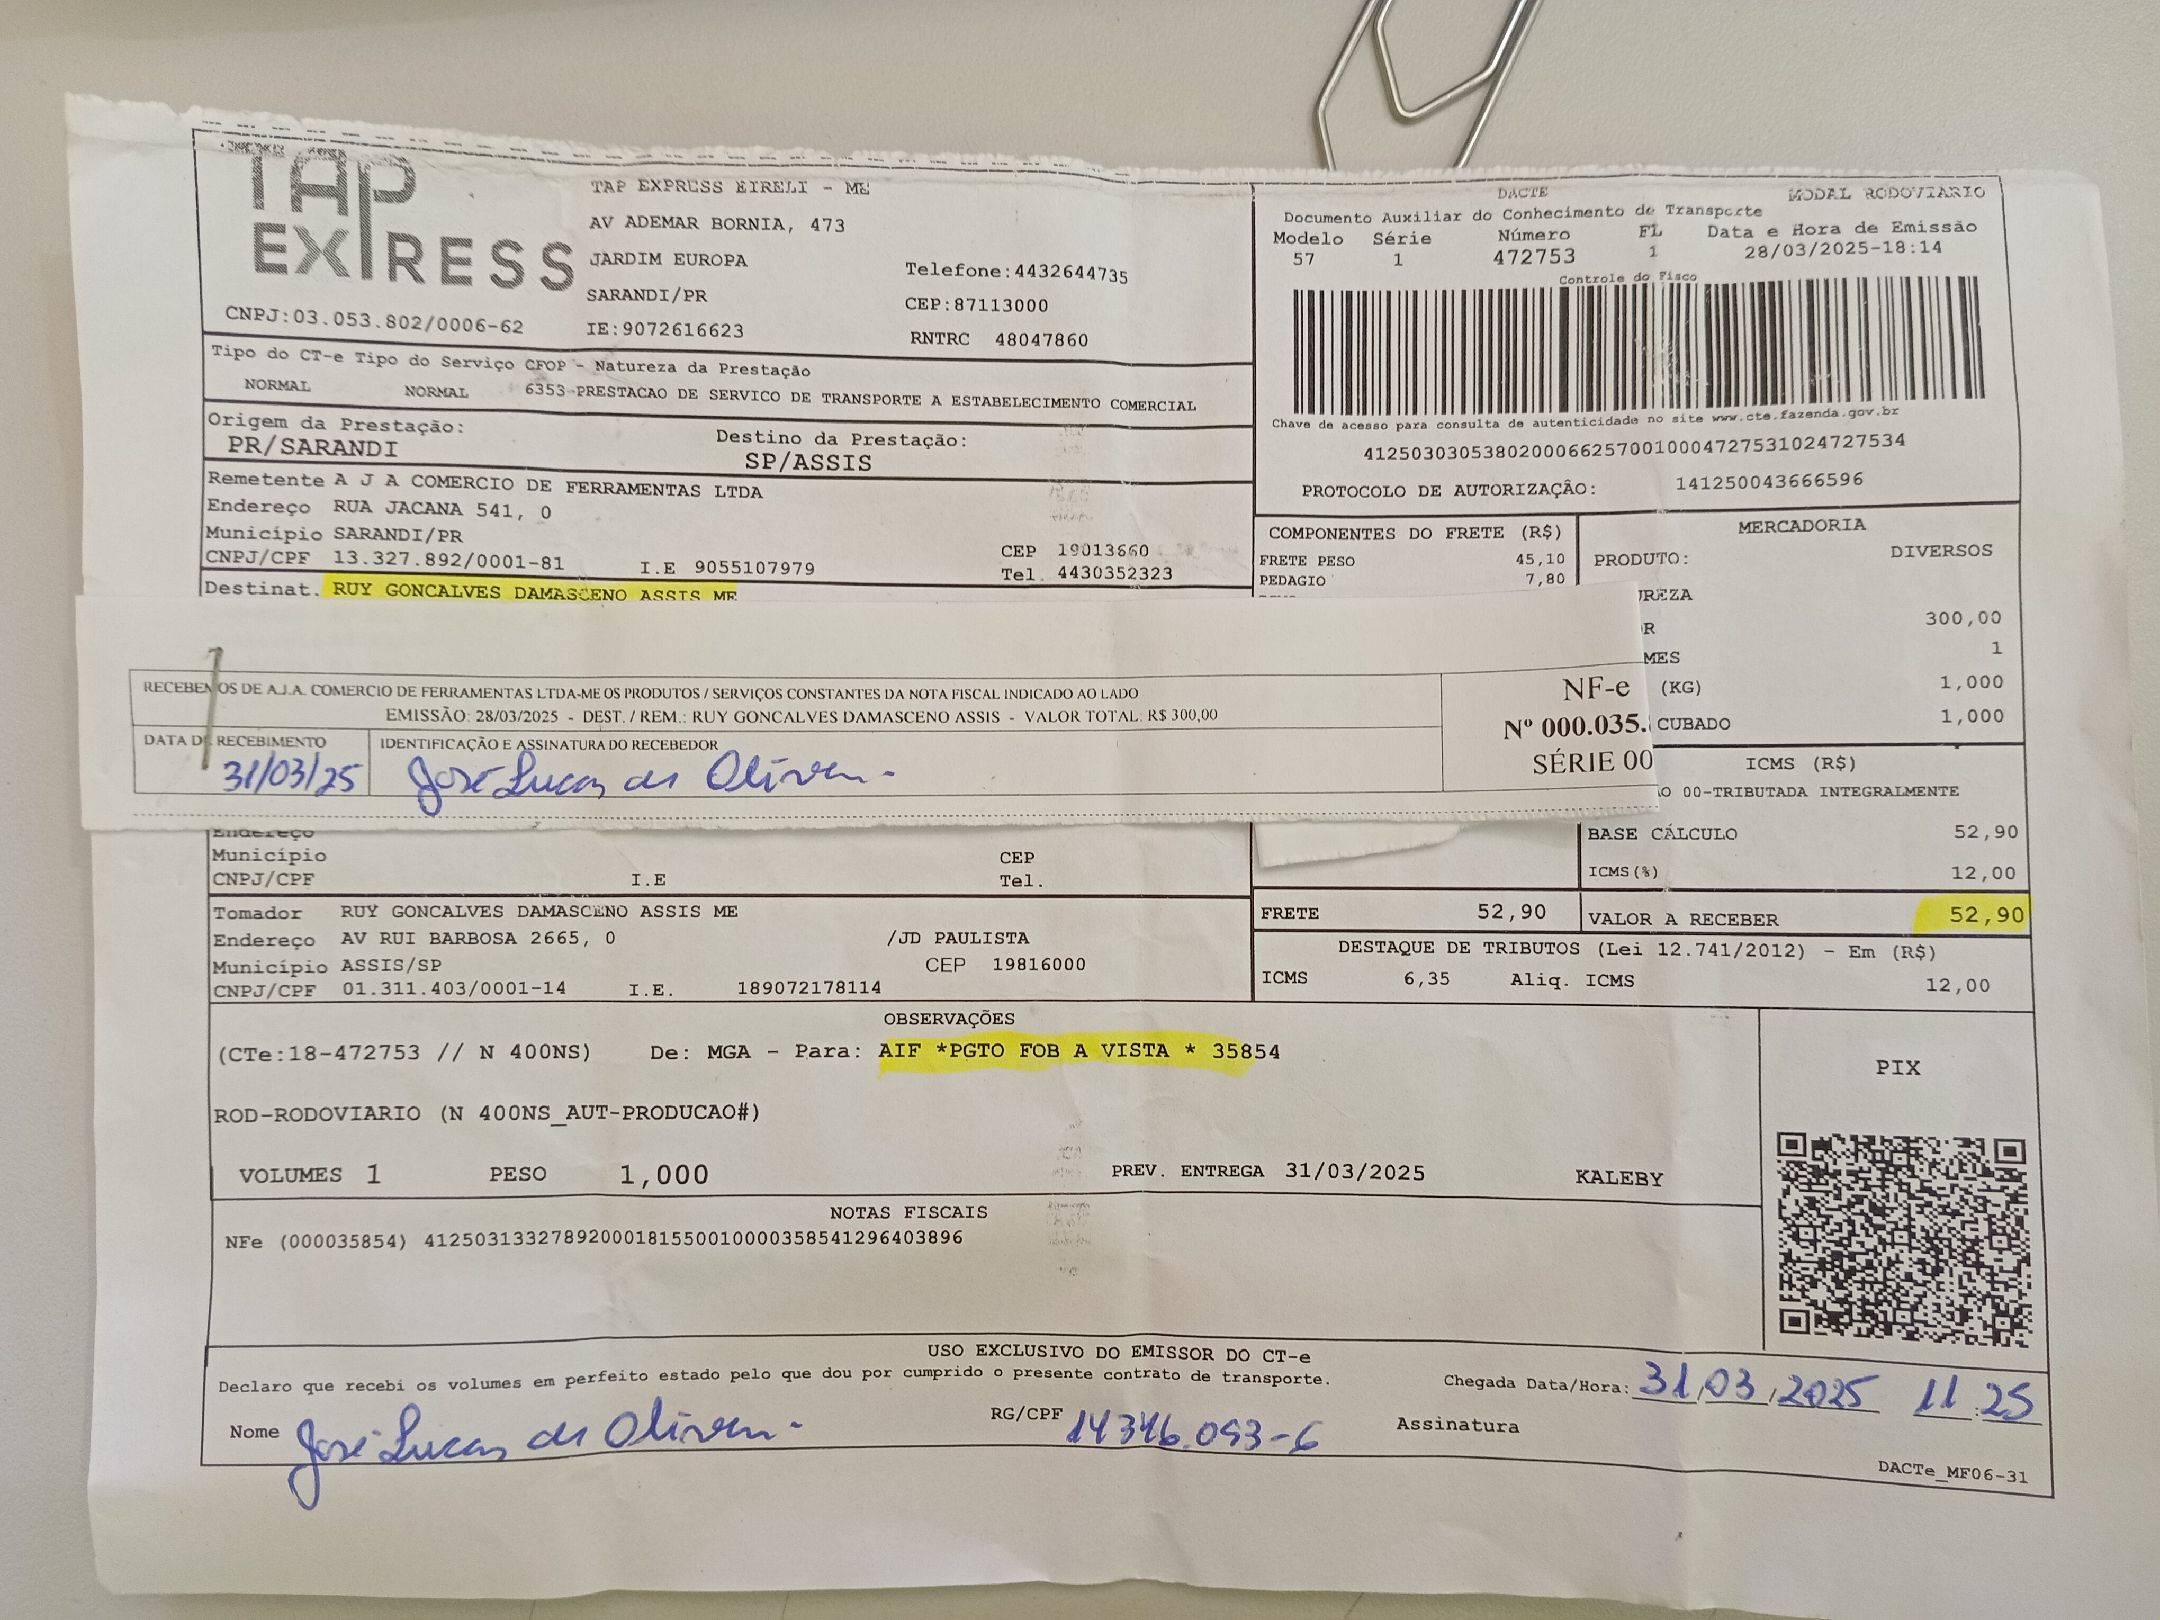 TAP
EXPRESS
CNPJ:03.053.802/0006-62
TAP EXPRESS EIRELI - ME
AV ADEMAR BORNIA, 473
JARDIM EUROPA
SARANDI/PR
IE:9072616623
Telefone:4432644735
CEP:87113000
RNTRC 48047860
DACTE MODAL RODOVIARIO
Documento Auxiliar do Conhecimento de Transporte
Modelo Série Número FL Data e Hora de Emissão
57 1 472753 1 28/03/2025-18:14
Controle do Fisco
Chave de acesso para consulta de autenticidade no site www.cte.fazenda.gov.br
41250303053802000662570010004727531024727534
PROTOCOLO DE AUTORIZAÇÃO: 141250043666596
Tipo do CT-e Tipo do Serviço CFOP - Natureza da Prestação
NORMAL NORMAL 6353-PRESTACAO DE SERVICO DE TRANSPORTE A ESTABELECIMENTO COMERCIAL
Origem da Prestação: Destino da Prestação:
PR/SARANDI SP/ASSIS
Remetente A J A COMERCIO DE FERRAMENTAS LTDA
Endereço RUA JACANA 541, 0
Município SARANDI/PR CEP 19013660
CNPJ/CPF 13.327.892/0001-81 I.E 9055107979 Tel. 4430352323
Destinat. RUY GONCALVES DAMASCENO ASSIS ME
COMPONENTES DO FRETE (R$)
FRETE PESO 45,10
PEDAGIO 7,80
MERCADORIA
PRODUTO: DIVERSOS
UREZA
R 300,00
MES 1
(KG) 1,000
CUBADO 1,000
RECEBEMOS DE A.J.A. COMERCIO DE FERRAMENTAS LTDA-ME OS PRODUTOS / SERVIÇOS CONSTANTES DA NOTA FISCAL INDICADO AO LADO
EMISSÃO: 28/03/2025 - DEST. / REM.: RUY GONCALVES DAMASCENO ASSIS - VALOR TOTAL: R$ 300,00
DATA DE RECEBIMENTO IDENTIFICAÇÃO E ASSINATURA DO RECEBEDOR
31/03/25 José Lucas de Oliveira
NF-e
Nº 000.035.
SÉRIE 00
ICMS (R$)
ÃO 00-TRIBUTADA INTEGRALMENTE
BASE CÁLCULO 52,90
ICMS(%) 12,00
Endereço
Município CEP
CNPJ/CPF I.E Tel.
FRETE 52,90 VALOR A RECEBER 52,90
Tomador RUY GONCALVES DAMASCENO ASSIS ME
Endereço AV RUI BARBOSA 2665, 0 /JD PAULISTA
Município ASSIS/SP CEP 19816000
CNPJ/CPF 01.311.403/0001-14 I.E. 189072178114
DESTAQUE DE TRIBUTOS (Lei 12.741/2012) - Em (R$)
ICMS 6,35 Aliq. ICMS 12,00
OBSERVAÇÕES
(CTe:18-472753 // N 400NS) De: MGA - Para: AIF *PGTO FOB A VISTA * 35854
ROD-RODOVIARIO (N 400NS_AUT-PRODUCAO#)
VOLUMES 1 PESO 1,000 PREV. ENTREGA 31/03/2025 KALEBY
PIX
NOTAS FISCAIS
NFe (000035854) 41250313327892000181550010000358541296403896
USO EXCLUSIVO DO EMISSOR DO CT-e
Declaro que recebi os volumes em perfeito estado pelo que dou por cumprido o presente contrato de transporte.
Chegada Data/Hora: 31/03/2025 11:25
Nome José Lucas de Oliveira RG/CPF 14346.093-6 Assinatura
DACTe_MF06-31